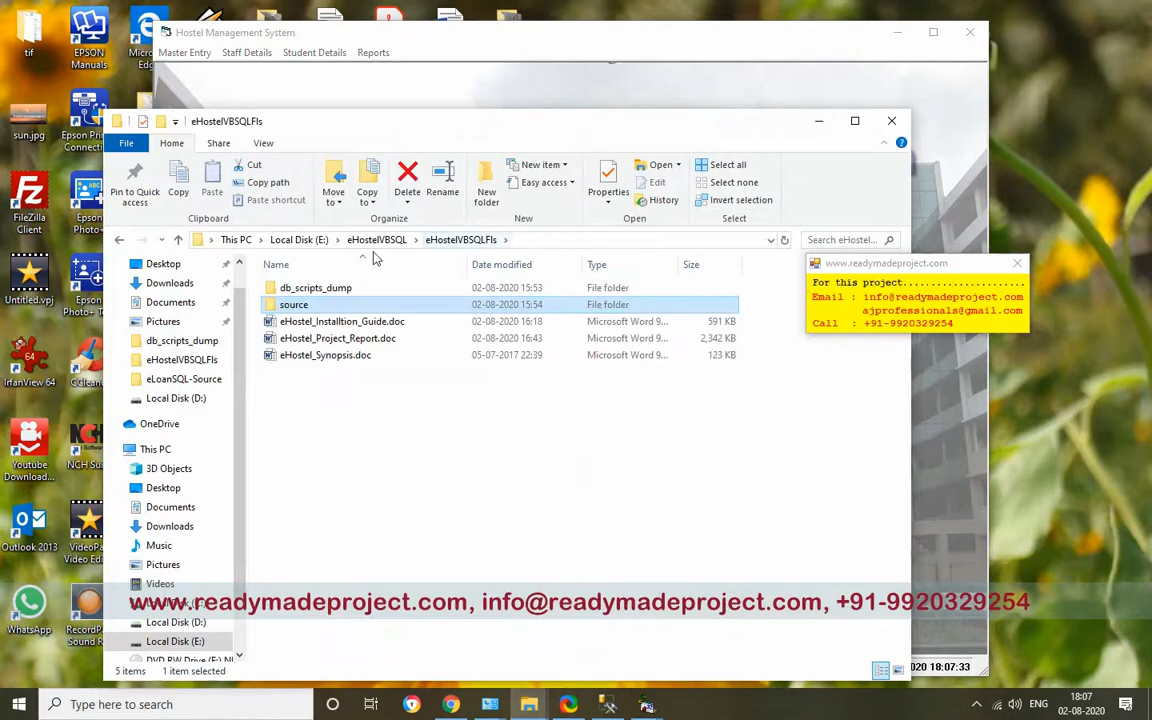 tif
EPSON Manuals
Hostel Management System
Master Entry
Staff Details
Student Details
Reports
sun.jpg
FileZilla Client
Untitled.vpj
IrfanView 64
CCleaner
Youtube Download...
Outlook 2013
WhatsApp
eHostelVBSQLFls
File
Home
Share
View
Pin to Quick access
Copy
Paste
Cut
Copy path
Paste shortcut
Clipboard
Move to
Copy to
Delete
Rename
Organize
New folder
New item
Easy access
New
Properties
Open
Edit
History
Open
Select all
Select none
Invert selection
Select
This PC > Local Disk (E:) > eHostelVBSQL > eHostelVBSQLFls >
Search eHostel...
Desktop
Downloads
Documents
Pictures
db_scripts_dump
eHostelVBSQLFls
eLoanSQL-Source
Local Disk (D:)
OneDrive
This PC
3D Objects
Desktop
Documents
Downloads
Music
Pictures
Videos
Local Disk (D:)
Local Disk (E:)
Name Date modified Type Size
db_scripts_dump 02-08-2020 15:53 File folder
source 02-08-2020 15:54 File folder
eHostel_Installtion_Guide.doc 02-08-2020 16:18 Microsoft Word 9... 591 KB
eHostel_Project_Report.doc 02-08-2020 16:43 Microsoft Word 9... 2,342 KB
eHostel_Synopsis.doc 05-07-2017 22:39 Microsoft Word 9... 123 KB
www.readymadeproject.com
For this project....................
Email : info@readymadeproject.com
ajprofessionals@gmail.com
Call : +91-9920329254
www.readymadeproject.com, info@readymadeproject.com, +91-9920329254
5 items 1 item selected
020 18:07:33
Type here to search
ENG
18:07
02-08-2020